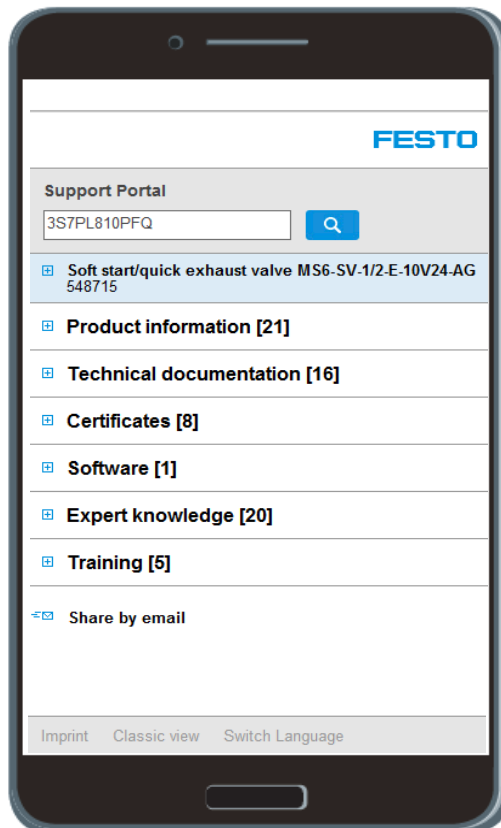 FESTO
Support Portal
3S7PL810PFQ
Soft start/quick exhaust valve MS6-SV-1/2-E-10V24-AG
548715
Product information [21]
Technical documentation [16]
Certificates [8]
Software [1]
Expert knowledge [20]
Training [5]
Share by email
Imprint Classic view Switch Language